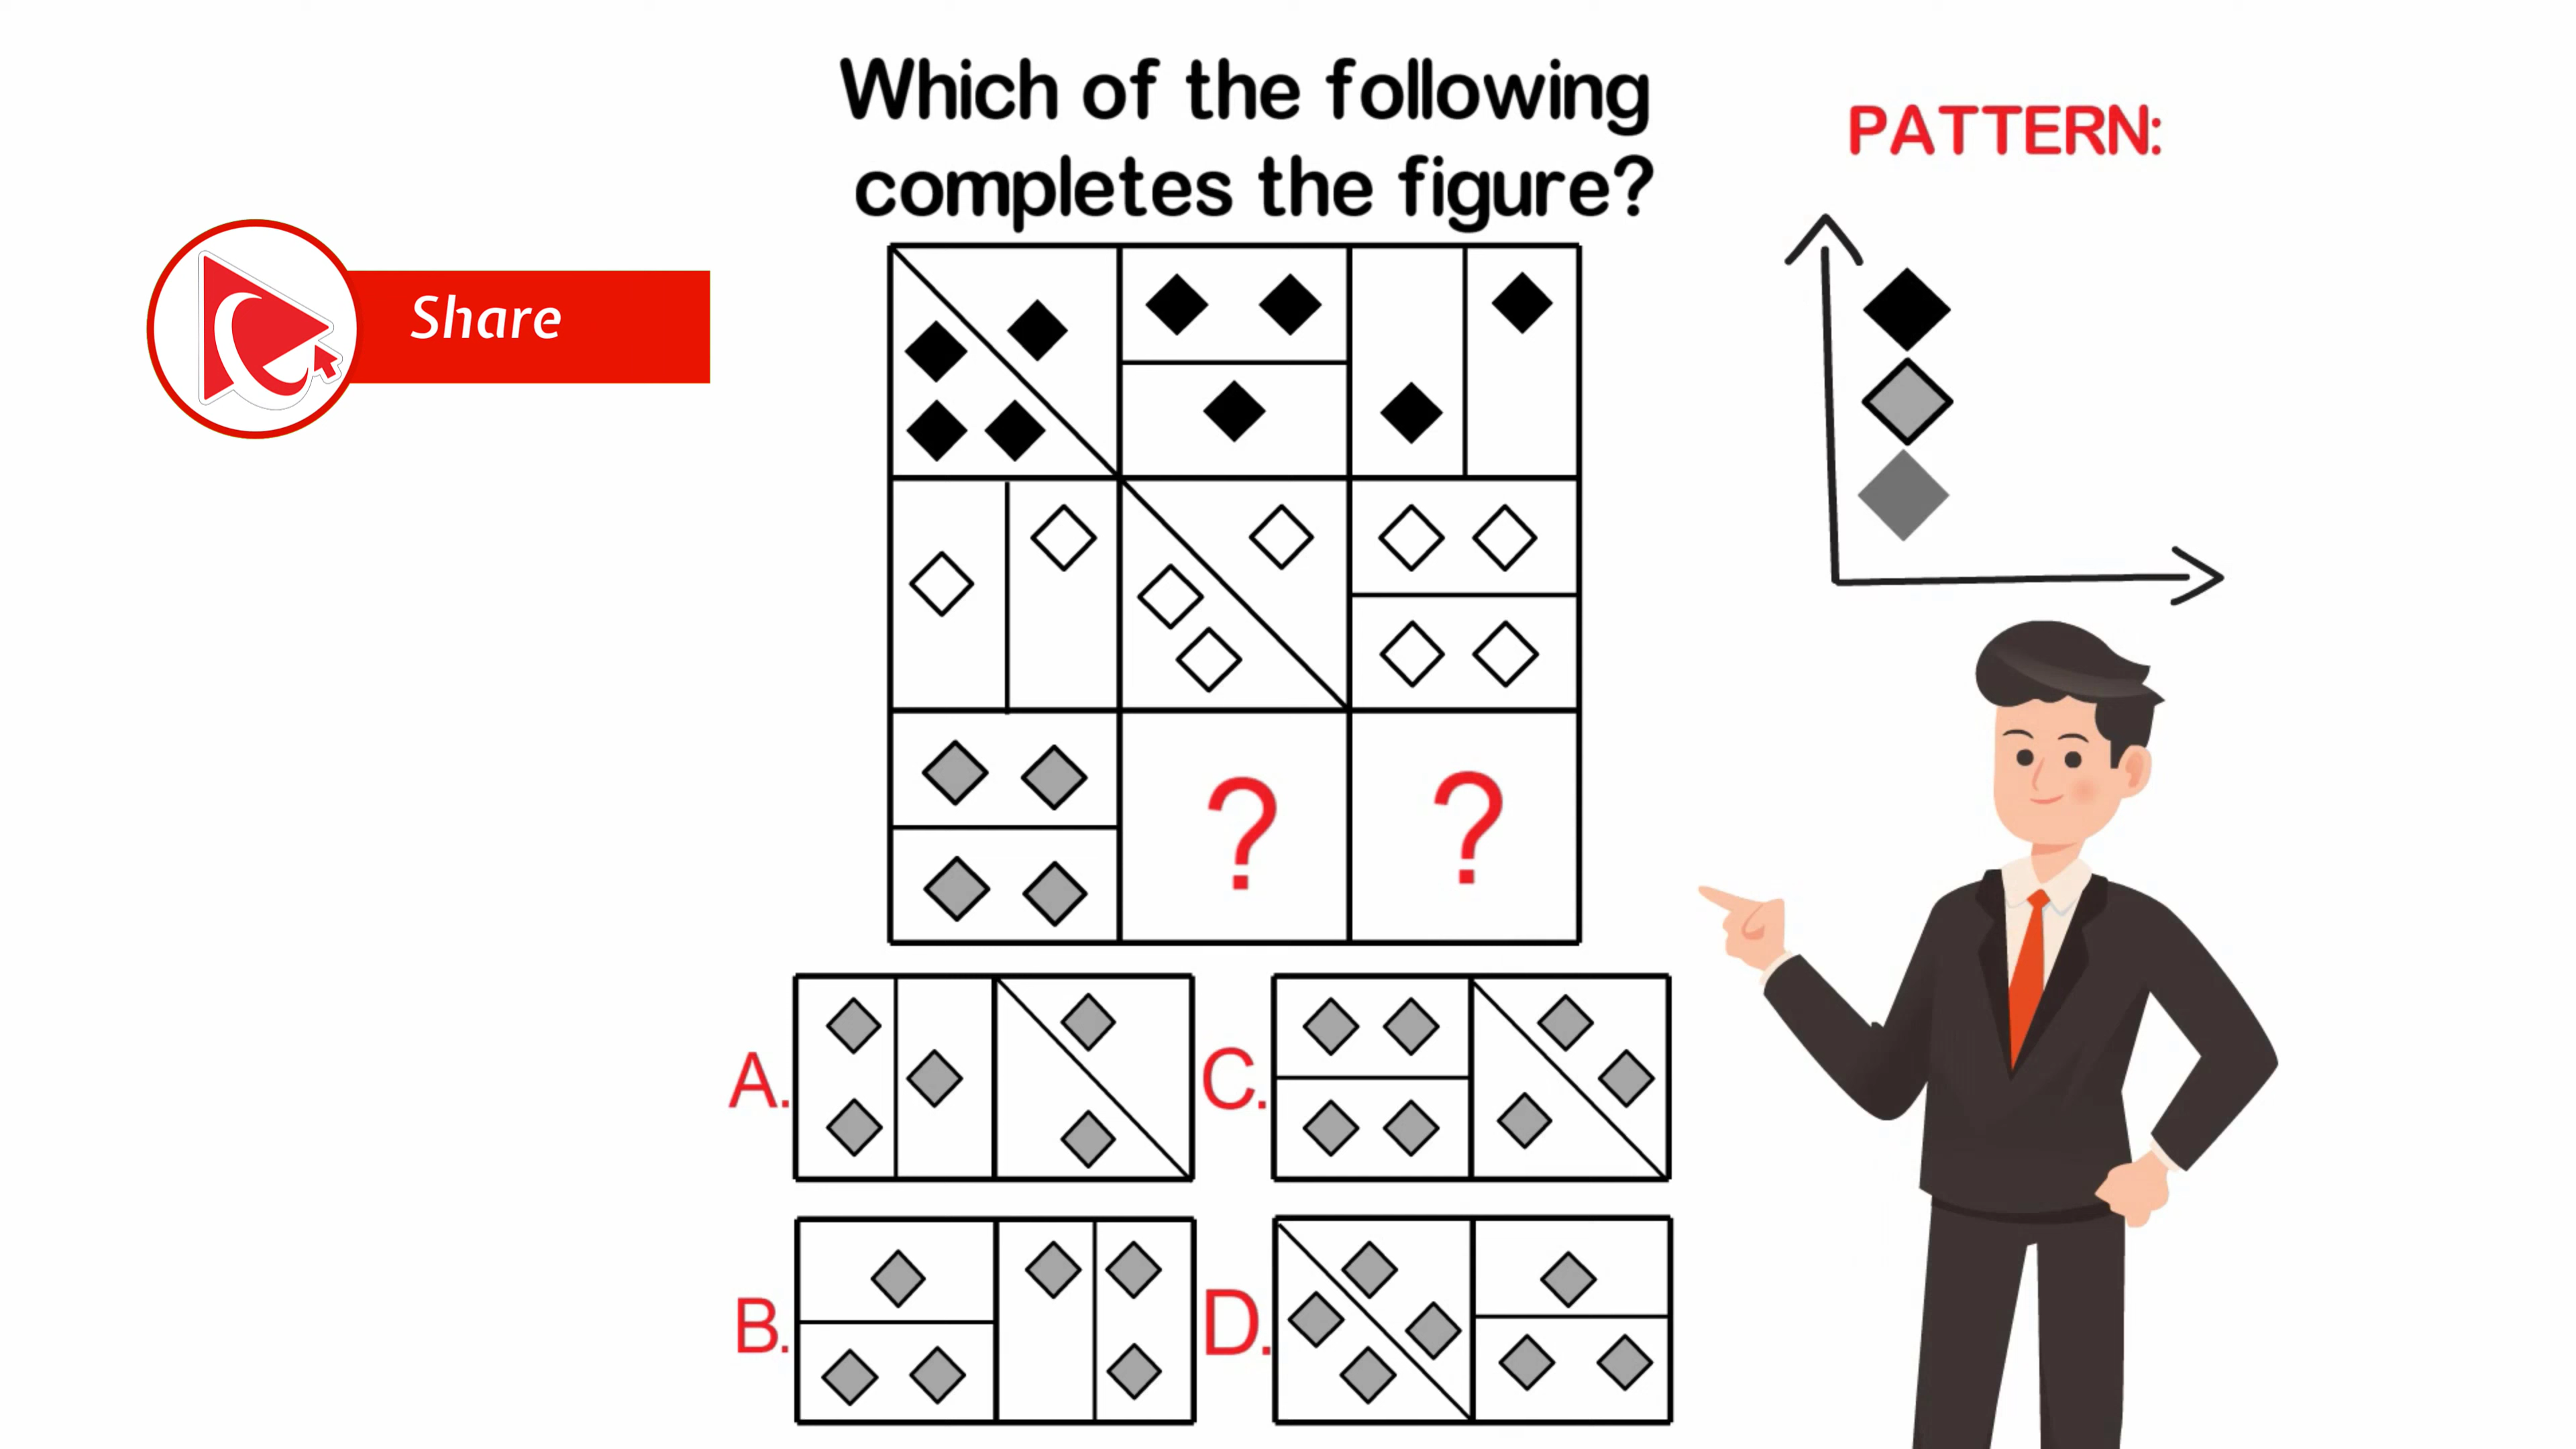 Which of the following
completes the figure?
PATTERN:
Share
? ?
A.
C.
B.
D.